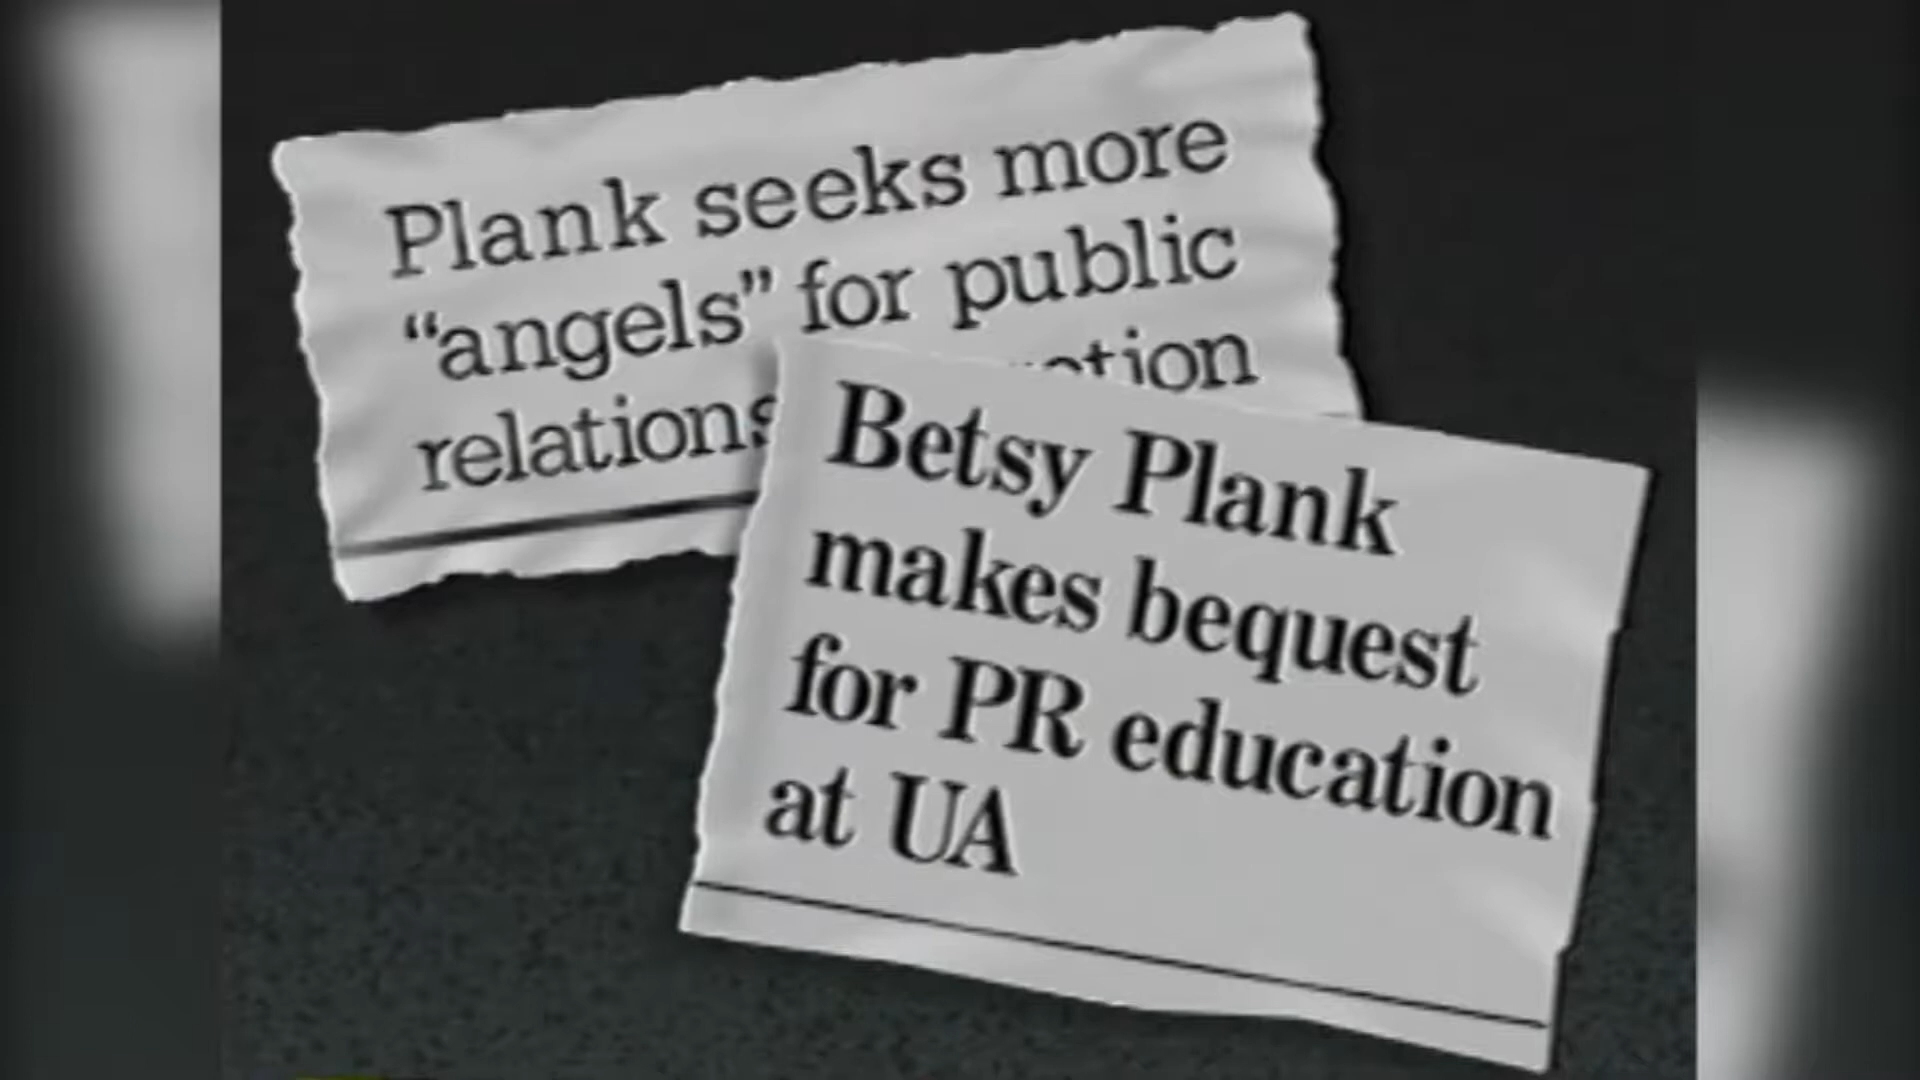 Plank seeks more
“angels” for public
relations
Betsy Plank
makes bequest
for PR education
at UA